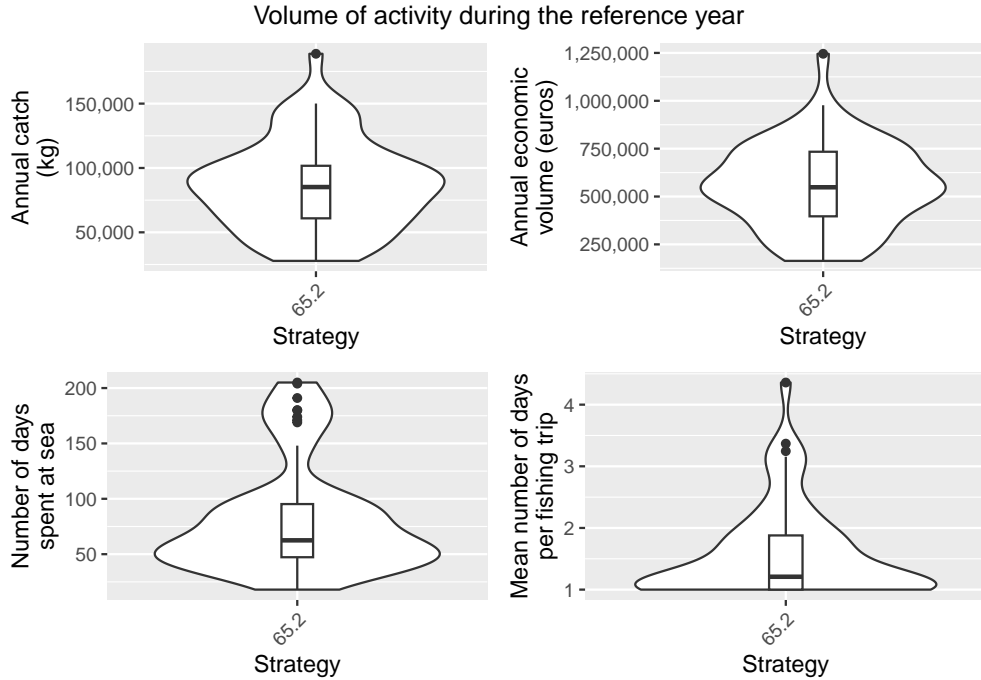 Volume of activity during the reference year
Annual catch
(kg)
150,000
100,000
50,000
65.2
Strategy
Annual economic
volume (euros)
1,250,000
1,000,000
750,000
500,000
250,000
65.2
Strategy
Number of days
spent at sea
200
150
100
50
65.2
Strategy
Mean number of days
per fishing trip
4
3
2
1
65.2
Strategy